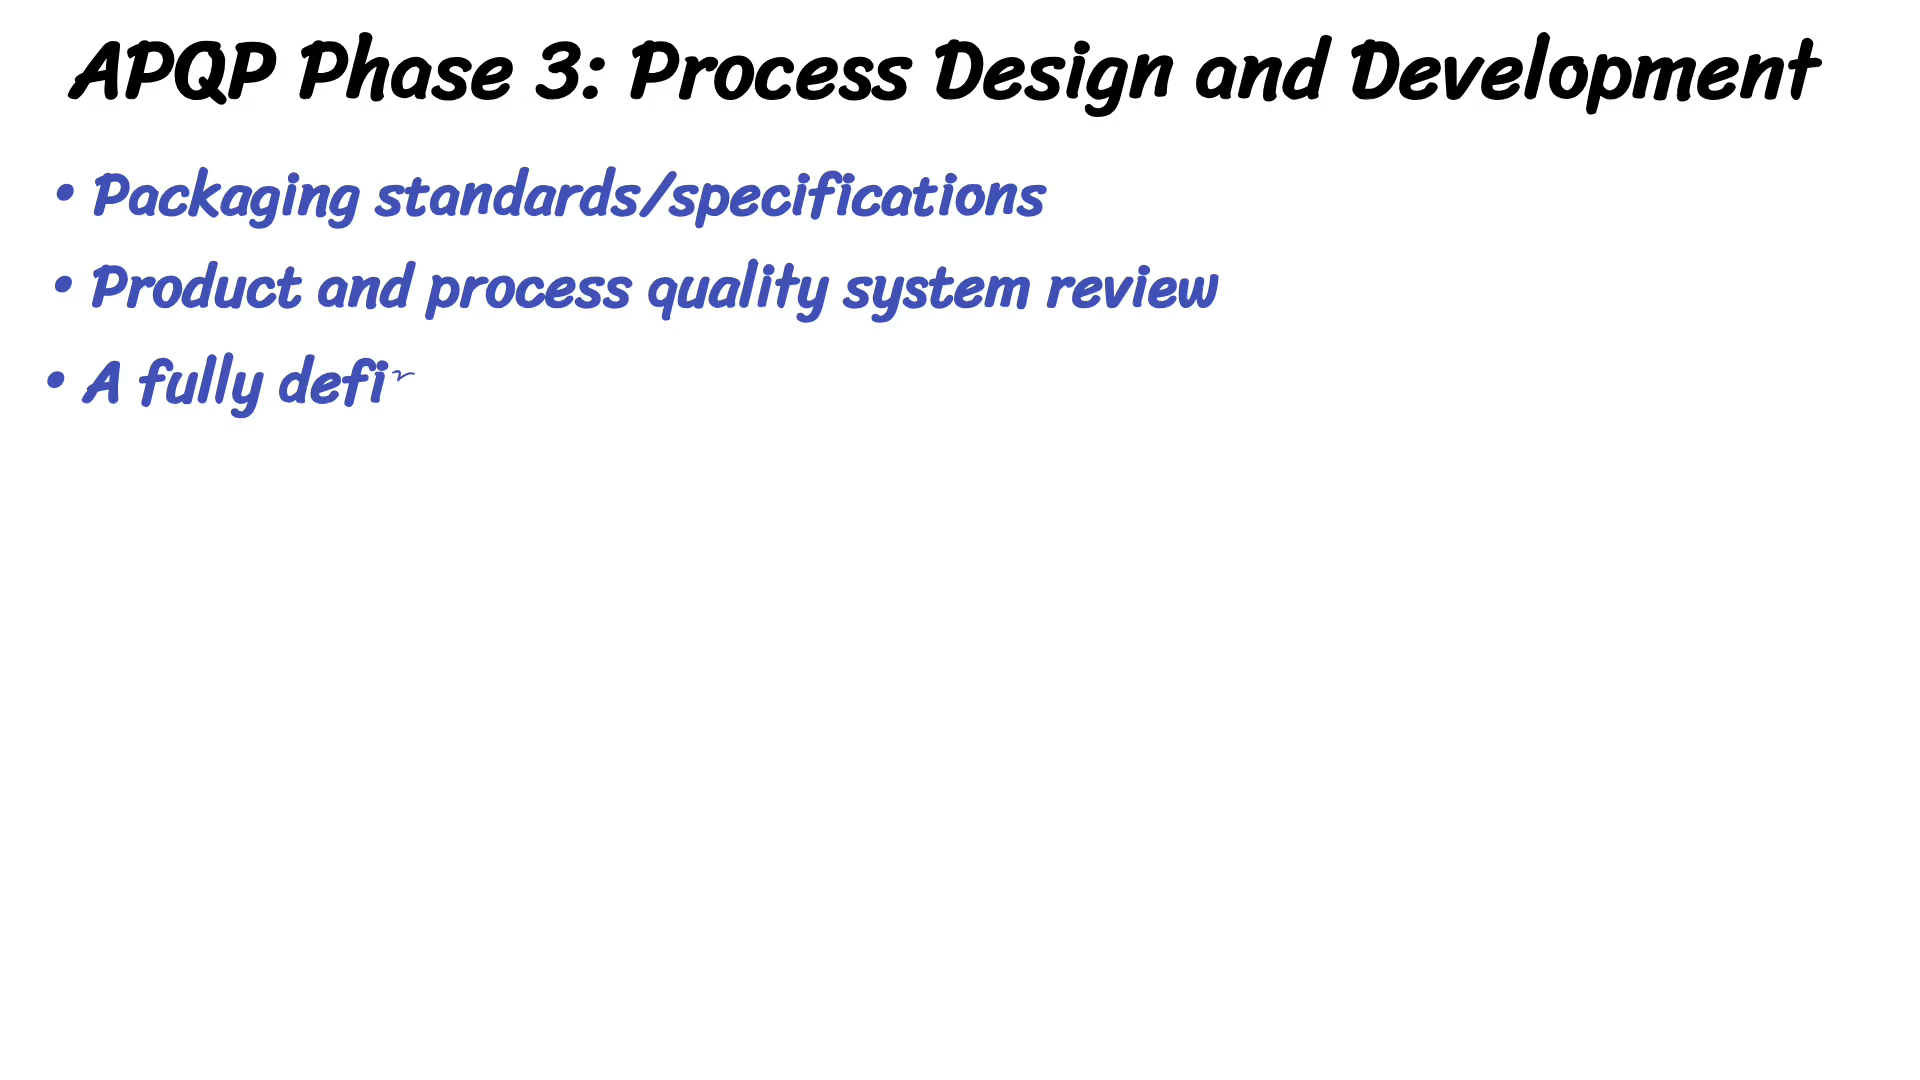 APQP Phase 3: Process Design and Development
• Packaging standards/specifications
• Product and process quality system review
• A fully defi